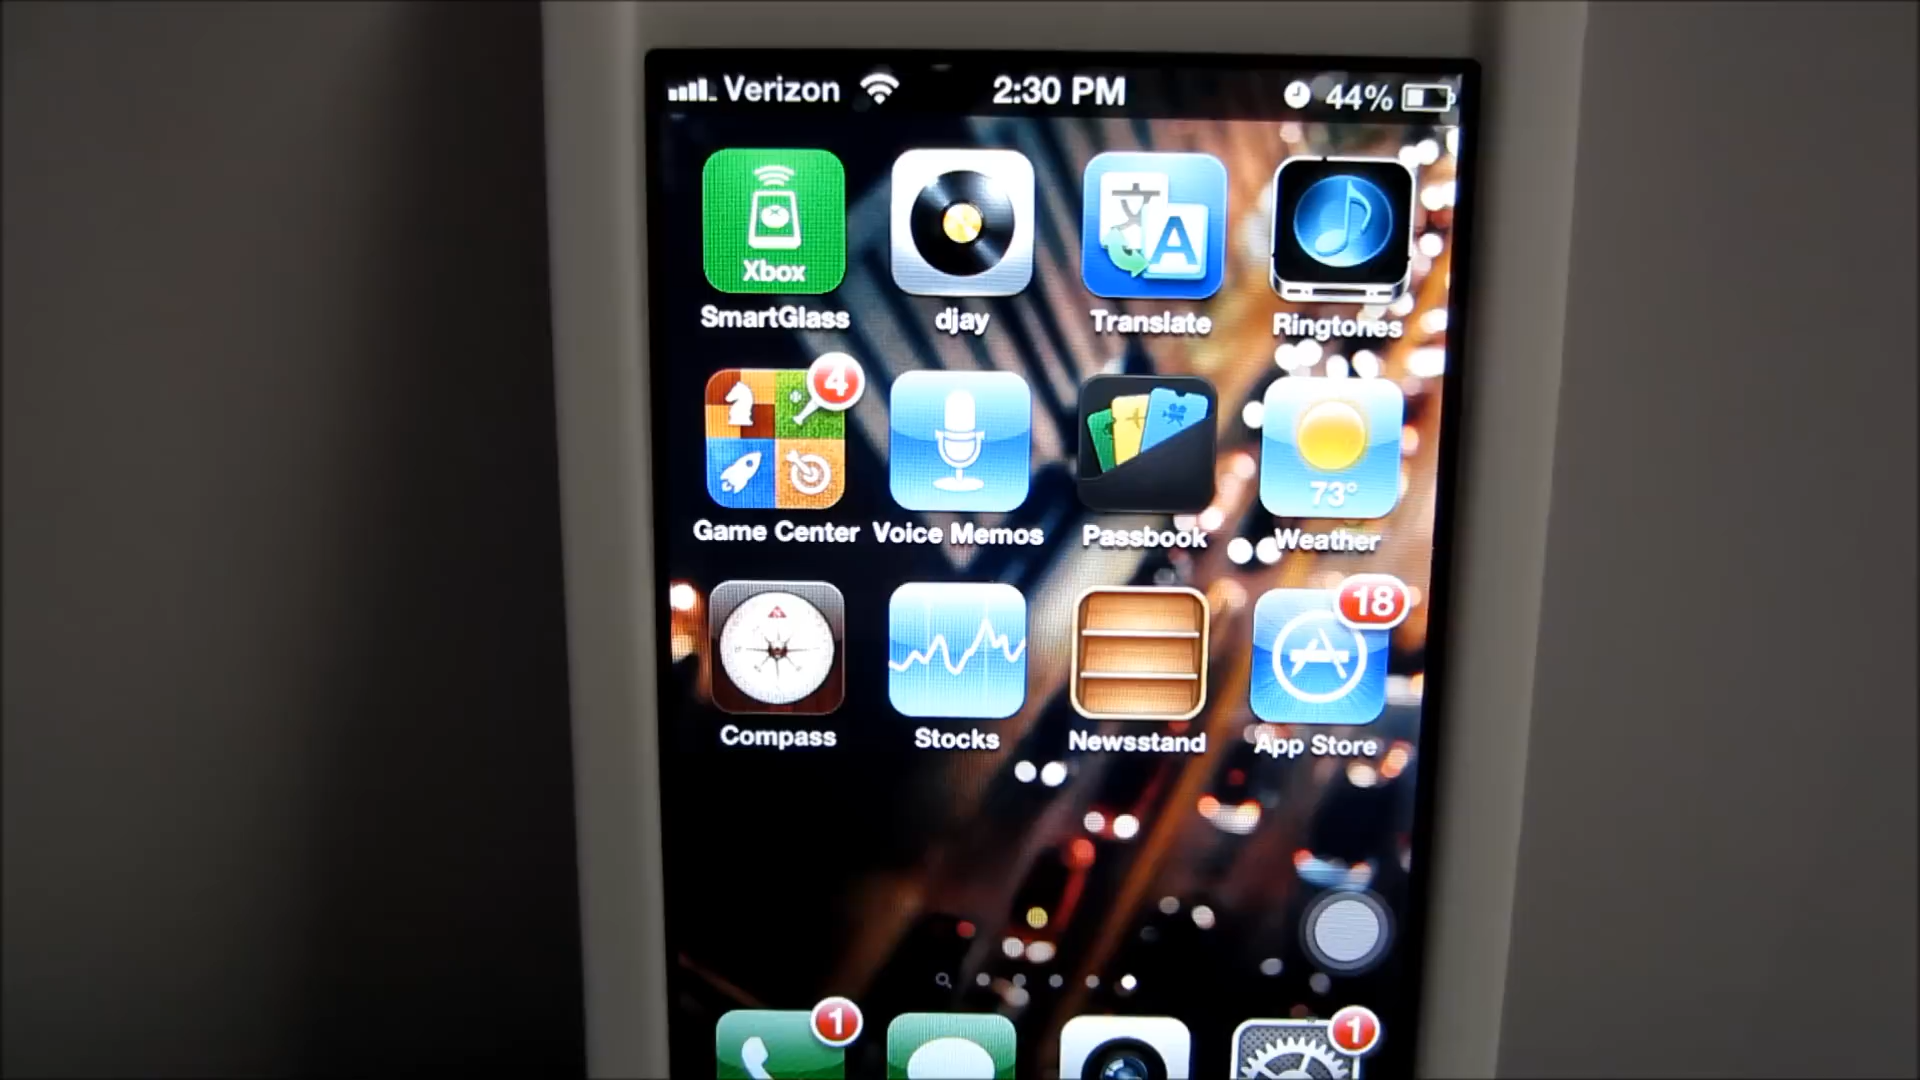 Verizon 2:30 PM 44%
Xbox
SmartGlass djay Translate Ringtones
文 A
4
73°
Game Center Voice Memos Passbook Weather
18
Compass Stocks Newsstand App Store
1 1